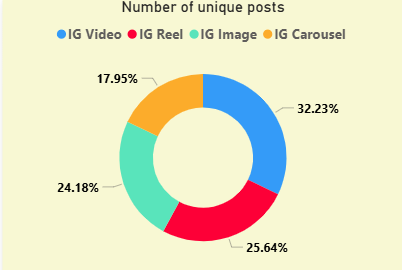 Number of unique posts
IG Video IG Reel IG Image IG Carousel
17.95%
32.23%
24.18%
25.64%